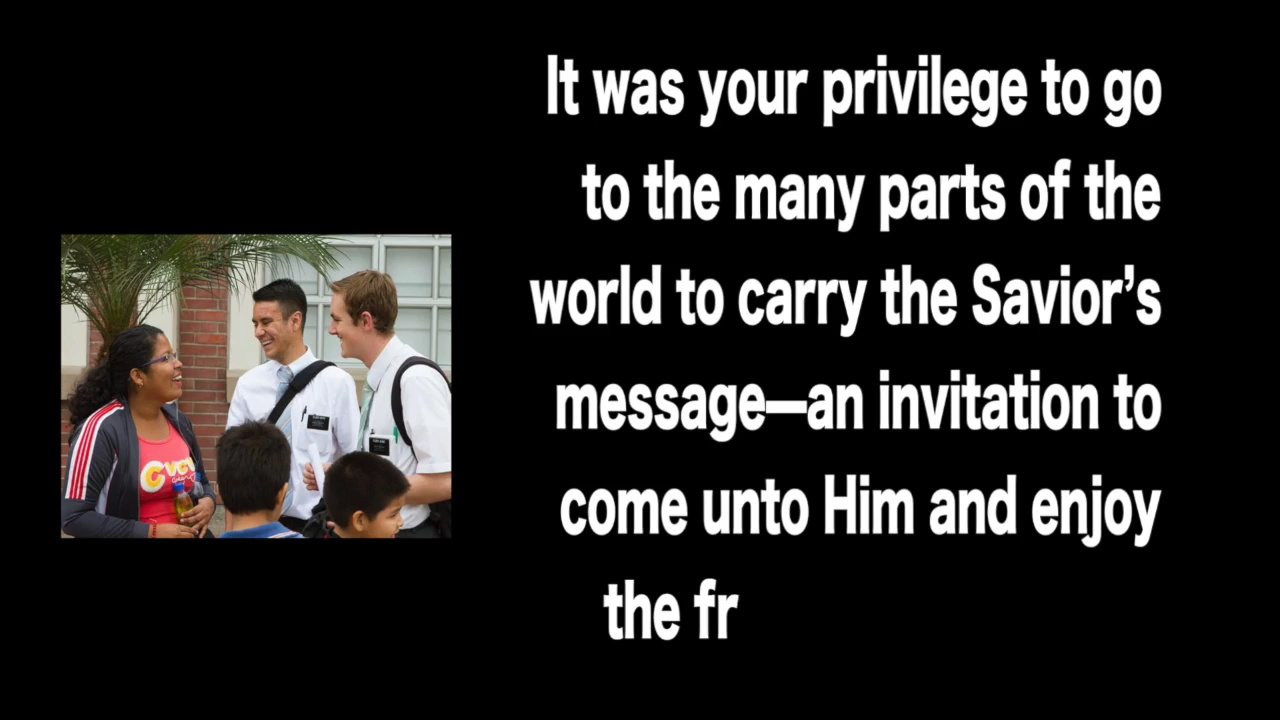 It was your privilege to go
to the many parts of the
world to carry the Savior’s
message—an invitation to
come unto Him and enjoy
the fr